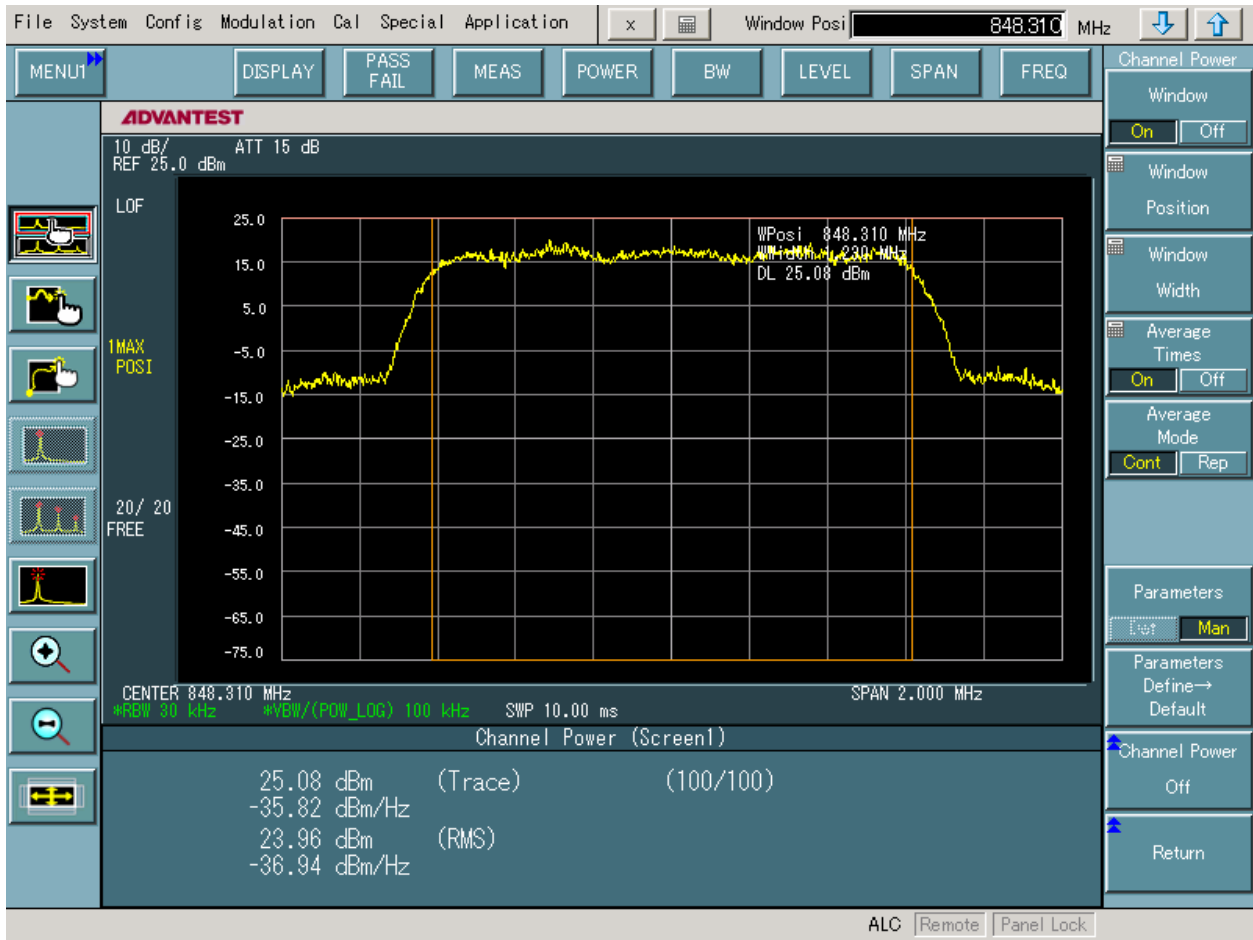 File System Config Modulation Cal Special Application x Window Posi 848.310 MHz
MENU1 DISPLAY PASS FAIL MEAS POWER BW LEVEL SPAN FREQ
Channel Power
Window
On Off
Window
Position
Window
Width
Average
Times
On Off
Average
Mode
Cont Rep
Parameters
Man
Parameters
Define→
Default
Channel Power
Off
Return
ADVANTEST
10 dB/ ATT 15 dB
REF 25.0 dBm
LOF
1MAX
POSI
20/ 20
FREE
25.0
15.0
5.0
-5.0
-15.0
-25.0
-35.0
-45.0
-55.0
-65.0
-75.0
WPosi 848.310 MHz
DL 25.08 dBm
CENTER 848.310 MHz SPAN 2.000 MHz
*RBW 30 kHz *VBW/(POW_LOG) 100 kHz SWP 10.00 ms
Channel Power (Screen1)
25.08 dBm (Trace) (100/100)
-35.82 dBm/Hz
23.96 dBm (RMS)
-36.94 dBm/Hz
ALC Remote Panel Lock